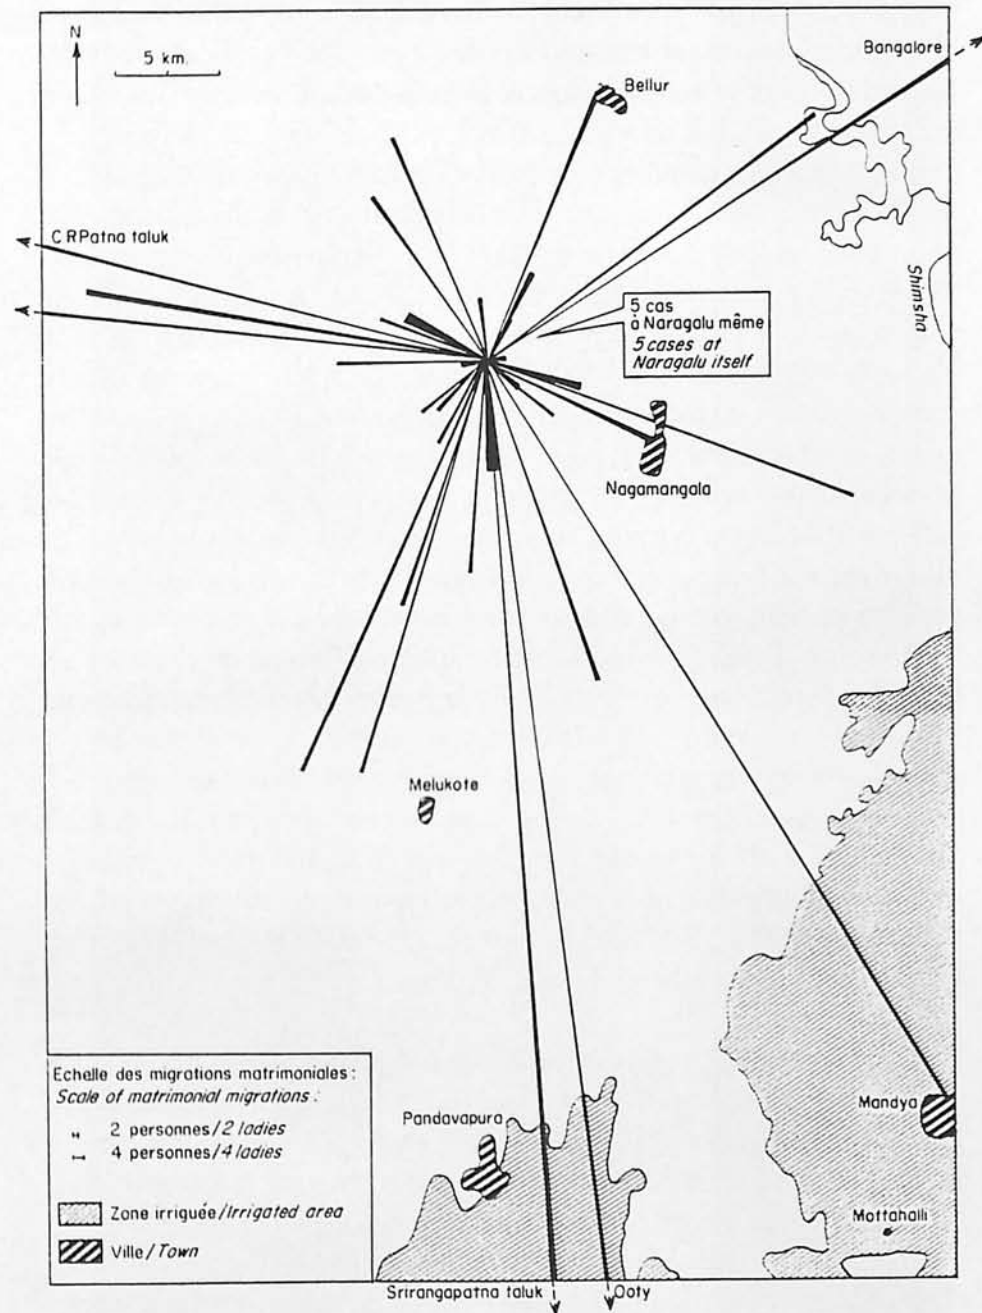 N
5 km.
Bangalore
Bellur
C R Patna taluk
Shimsha
5 cas
à Naragalu même
5 cases at
Naragalu itself
Nagamangala
Melukote
Echelle des migrations matrimoniales :
Scale of matrimonial migrations :
2 personnes/2 ladies
4 personnes/4 ladies
Zone irriguée/Irrigated area
Ville/Town
Pandavapura
Mandya
Mottahalli
Srirangapatna taluk
Ooty